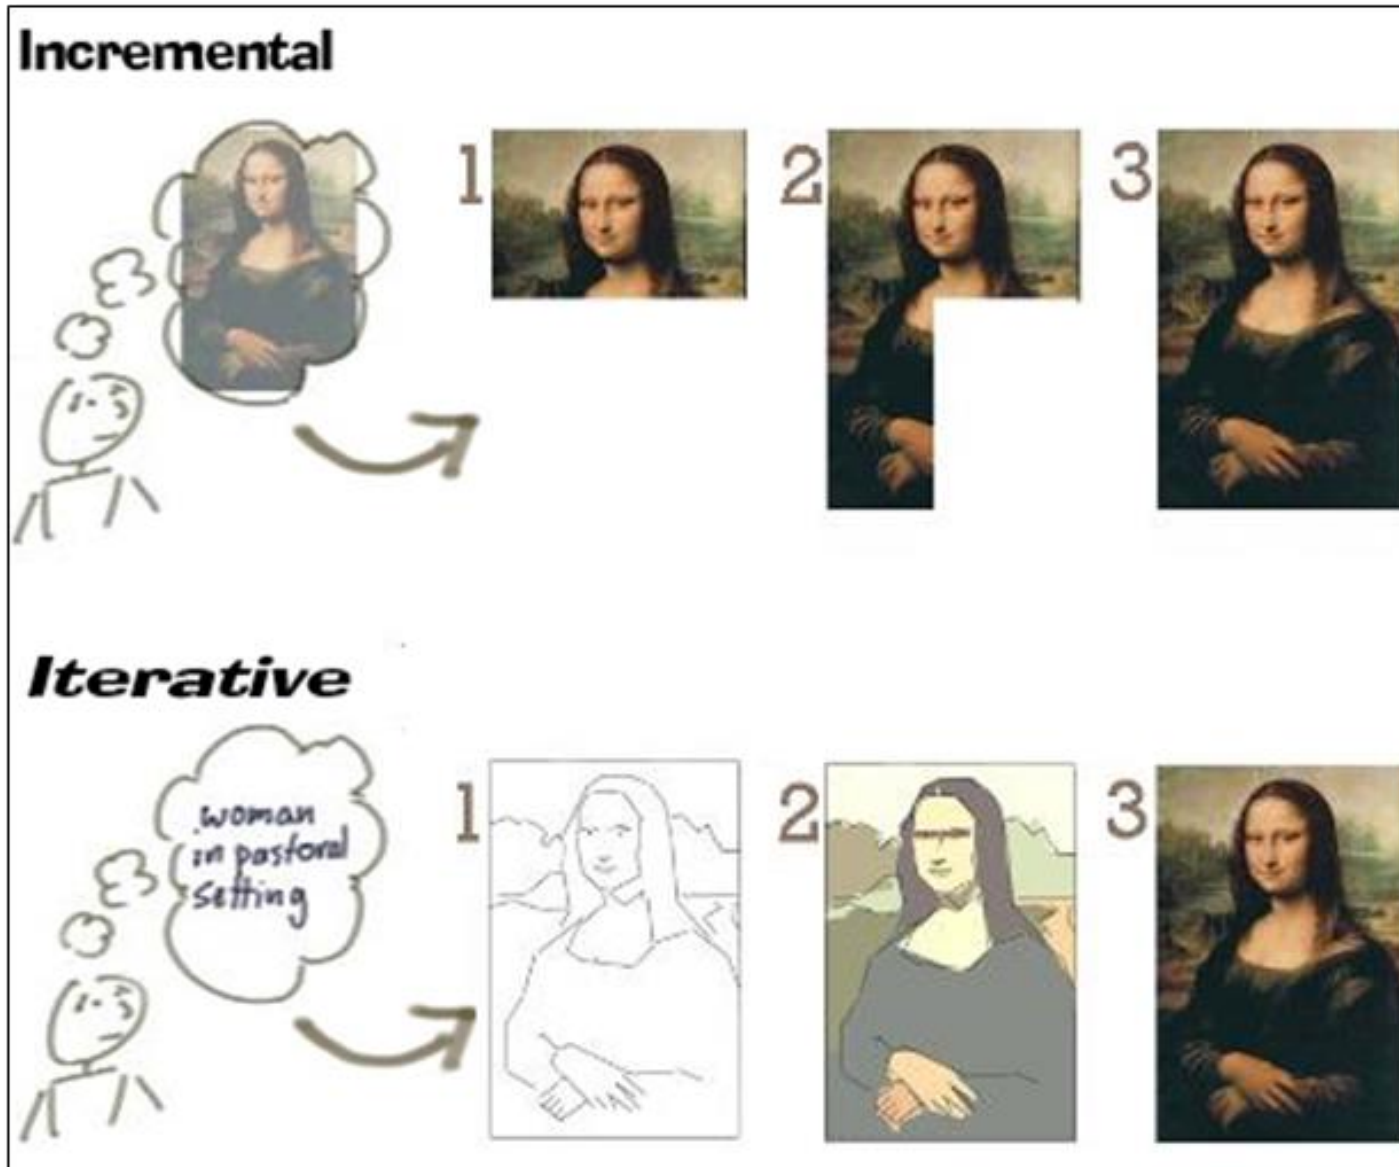 Incremental
1 2 3
Iterative
woman
in pastoral
setting
1 2 3